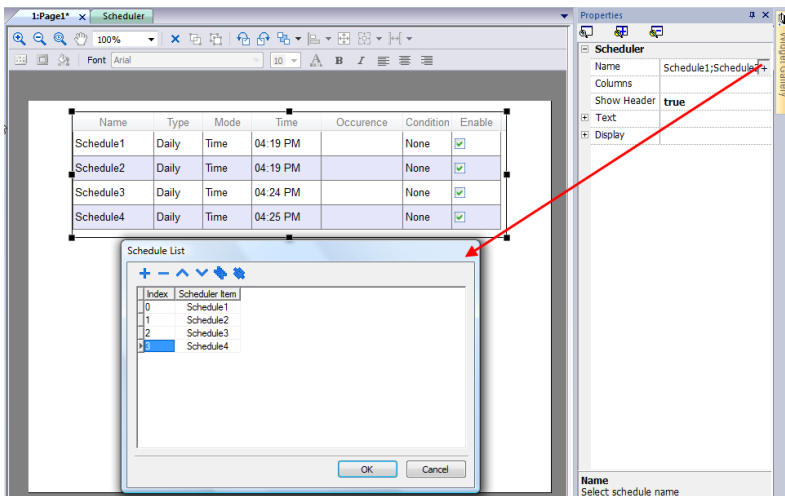 1:Page1* x Scheduler
Properties
100%
Font Arial 10 A B I
Scheduler
Name Schedule1;Schedule2 +
Columns
Show Header true
Text
Display
Widget Gallery
Name Type Mode Time Occurence Condition Enable
Schedule1 Daily Time 04:19 PM None
Schedule2 Daily Time 04:19 PM None
Schedule3 Daily Time 04:24 PM None
Schedule4 Daily Time 04:25 PM None
Schedule List
Index Scheduler Item
0 Schedule1
1 Schedule2
2 Schedule3
3 Schedule4
OK Cancel
Name
Select schedule name